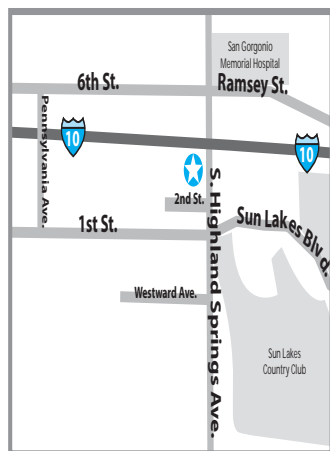 San Gorgonio
Memorial Hospital
6th St.
Ramsey St.
Pennsylvania Ave.
10
10
2nd St.
S. Highland Springs Ave.
1st St.
Sun Lakes Blvd.
Westward Ave.
Sun Lakes
Country Club